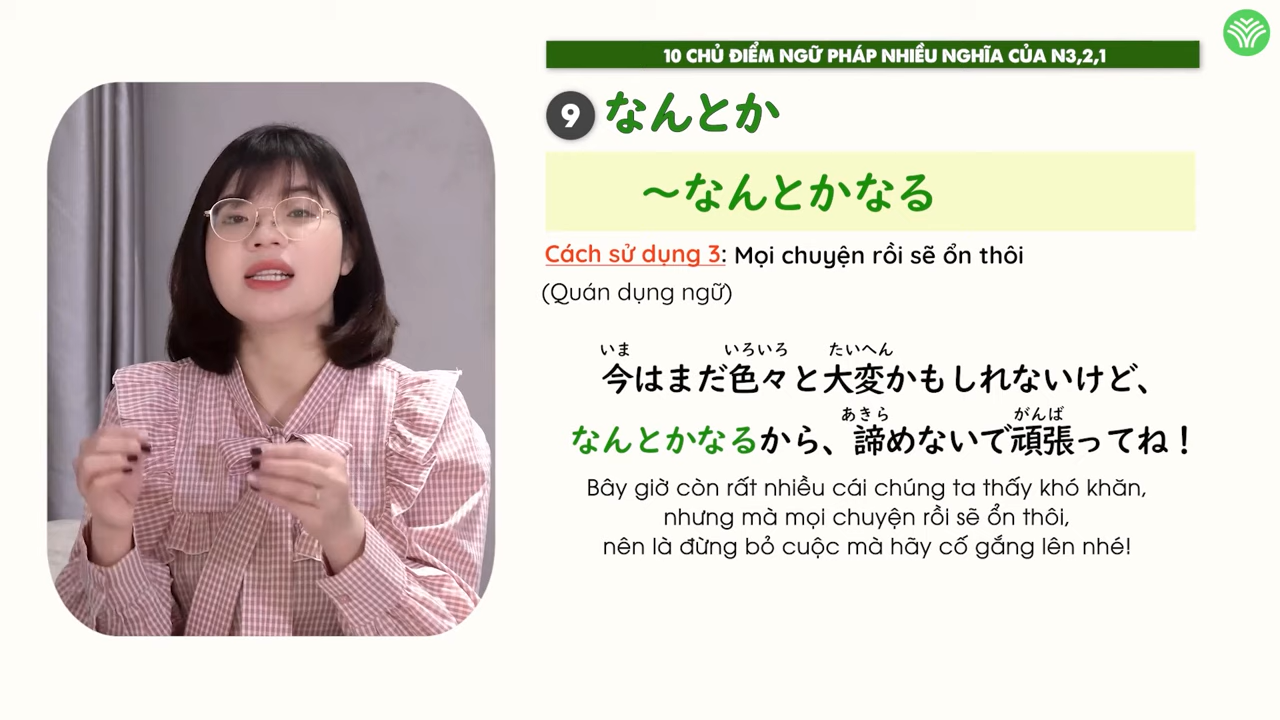 10 CHỦ ĐIỂM NGỮ PHÁP NHIỀU NGHĨA CỦA N3,2,1
9 なんとか
～なんとかなる
Cách sử dụng 3: Mọi chuyện rồi sẽ ổn thôi
(Quán dụng ngữ)
いま いろいろ たいへん
今はまだ色々と大変かもしれないけど、
あきら がんば
なんとかなるから、諦めないで頑張ってね！
Bây giờ còn rất nhiều cái chúng ta thấy khó khăn,
nhưng mà mọi chuyện rồi sẽ ổn thôi,
nên là đừng bỏ cuộc mà hãy cố gắng lên nhé!